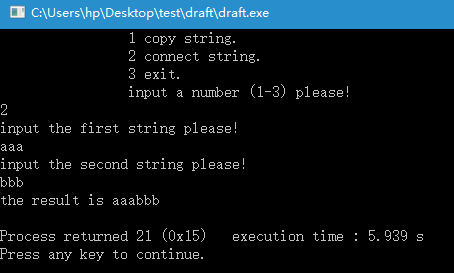 C:\Users\hp\Desktop\test\draft\draft.exe
1 copy string.
2 connect string.
3 exit.
input a number (1-3) please!
2
input the first string please!
aaa
input the second string please!
bbb
the result is aaabbb
Process returned 21 (0x15)   execution time : 5.939 s
Press any key to continue.